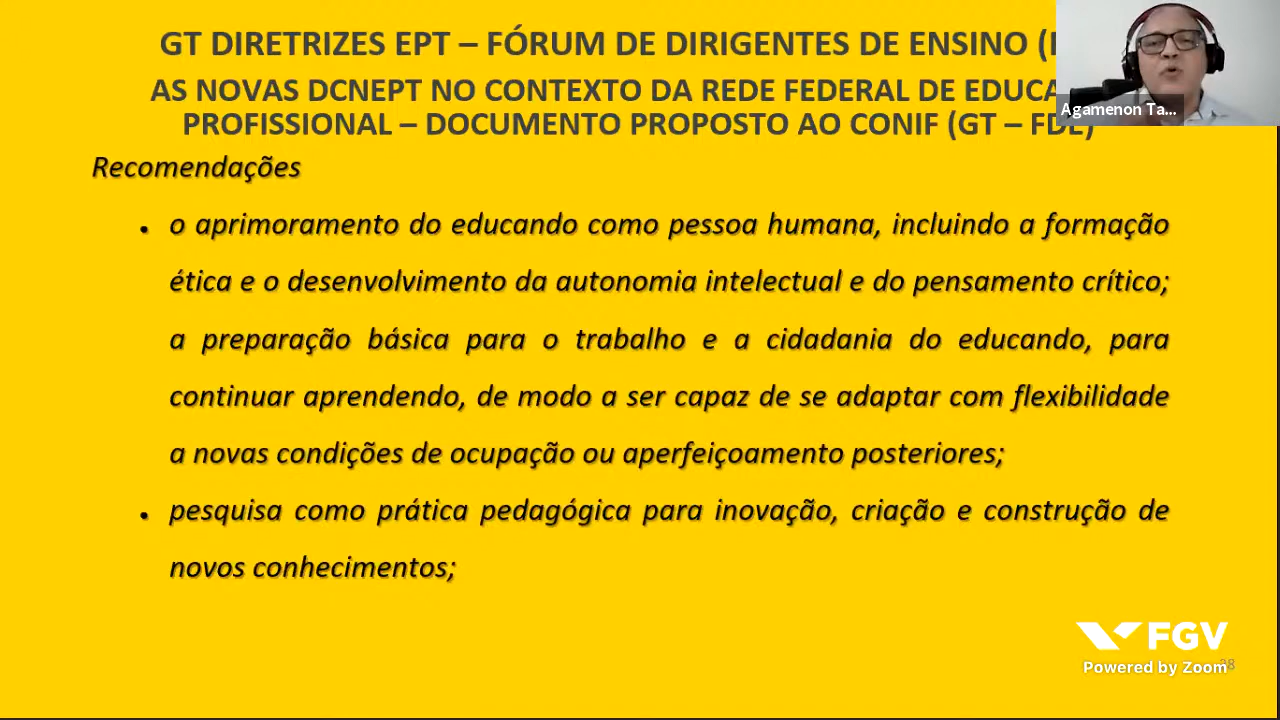 GT DIRETRIZES EPT – FÓRUM DE DIRIGENTES DE ENSINO
AS NOVAS DCNEPT NO CONTEXTO DA REDE FEDERAL DE
PROFISSIONAL – DOCUMENTO PROPOSTO AO CONIF (GT – FDE)
Agamenon Ta...
Recomendações
• o aprimoramento do educando como pessoa humana, incluindo a formação
ética e o desenvolvimento da autonomia intelectual e do pensamento crítico;
a preparação básica para o trabalho e a cidadania do educando, para
continuar aprendendo, de modo a ser capaz de se adaptar com flexibilidade
a novas condições de ocupação ou aperfeiçoamento posteriores;
• pesquisa como prática pedagógica para inovação, criação e construção de
novos conhecimentos;
FGV
Powered by Zoom